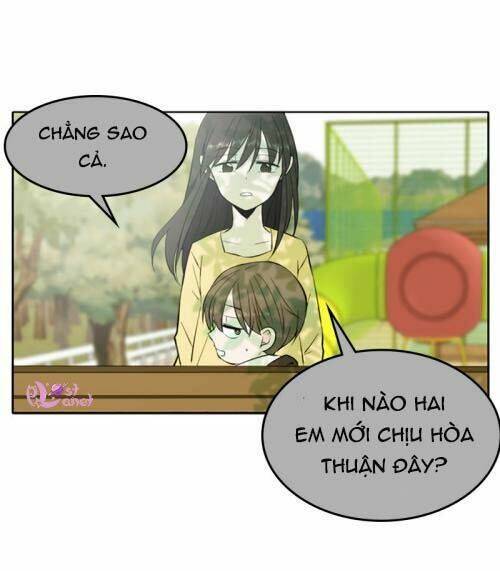 CHẲNG SAO
CẢ.
KHI NÀO HAI
EM MỚI CHỊU HÒA
THUẬN ĐÂY?